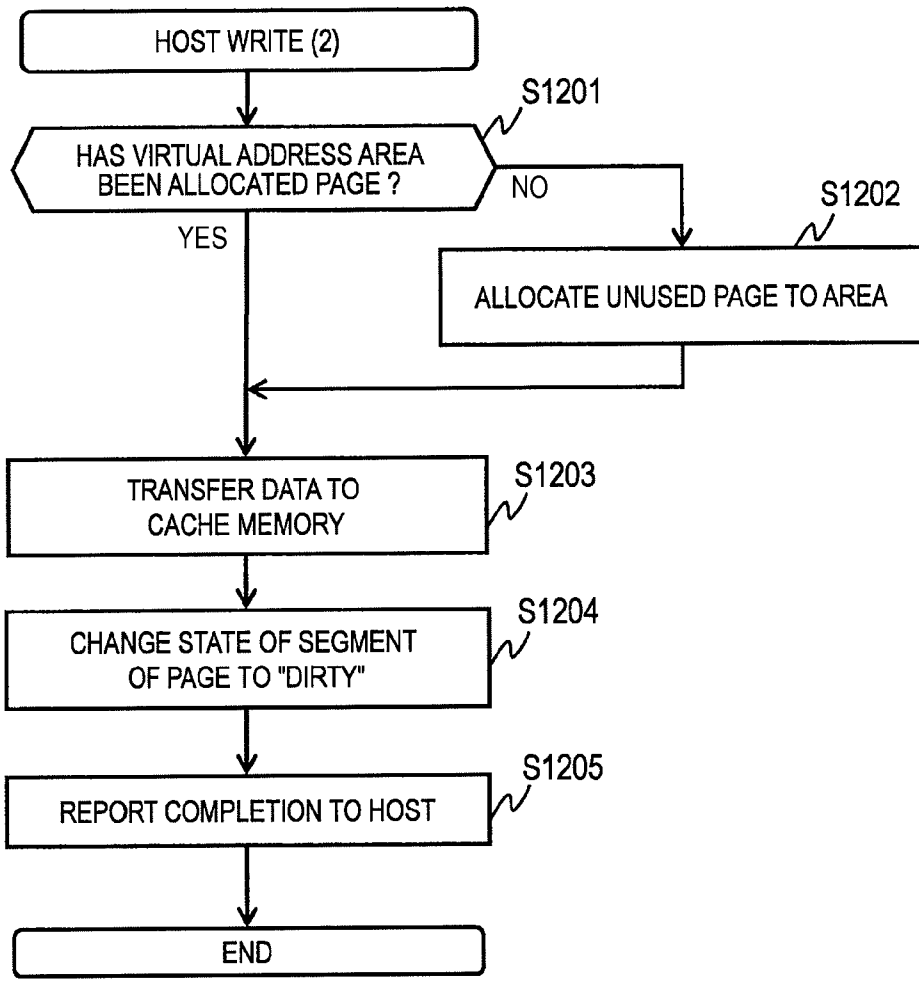 HOST WRITE (2)
S1201
HAS VIRTUAL ADDRESS AREA
BEEN ALLOCATED PAGE ?
NO
YES
S1202
ALLOCATE UNUSED PAGE TO AREA
S1203
TRANSFER DATA TO
CACHE MEMORY
S1204
CHANGE STATE OF SEGMENT
OF PAGE TO "DIRTY"
S1205
REPORT COMPLETION TO HOST
END